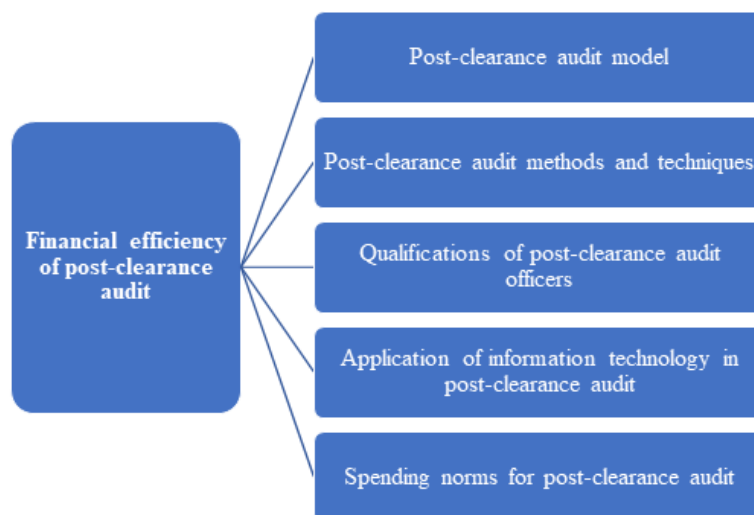 Financial efficiency
of post-clearance
audit
Post-clearance audit model
Post-clearance audit methods and techniques
Qualifications of post-clearance audit
officers
Application of information technology in
post-clearance audit
Spending norms for post-clearance audit